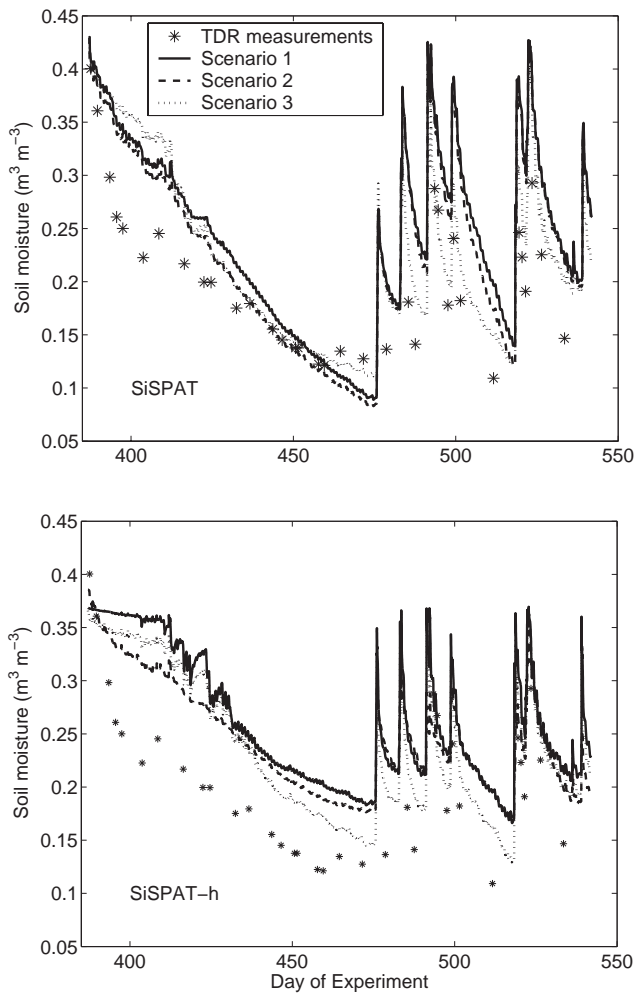 0.45
0.4
0.35
0.3
0.25
0.2
0.15
0.1
0.05
Soil moisture (m³ m⁻³)
TDR measurements
Scenario 1
Scenario 2
Scenario 3
SiSPAT
400
450
500
550
0.45
0.4
0.35
0.3
0.25
0.2
0.15
0.1
0.05
Soil moisture (m³ m⁻³)
SiSPAT−h
400
450
500
550
Day of Experiment